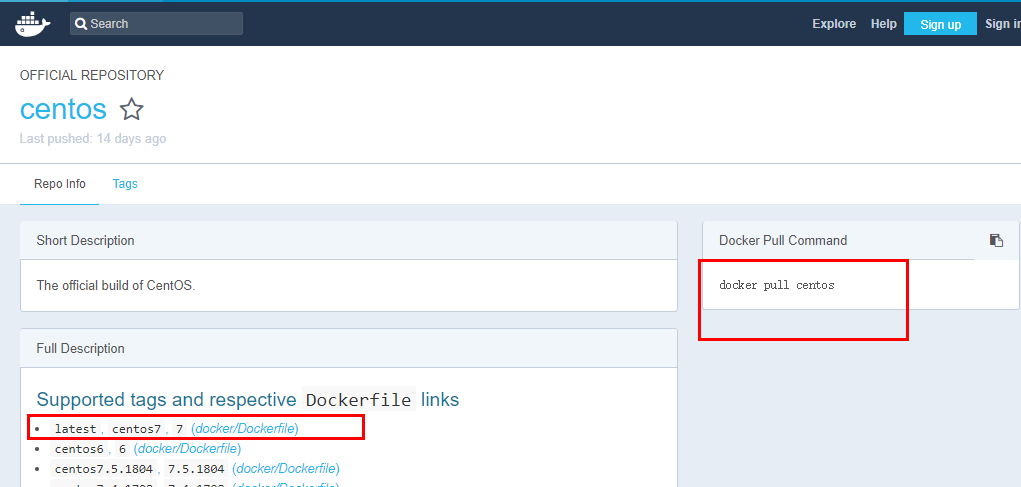 Search Explore Help Sign up Sign in
OFFICIAL REPOSITORY
centos
Last pushed: 14 days ago
Repo Info Tags
Short Description
The official build of CentOS.
Docker Pull Command
docker pull centos
Full Description
Supported tags and respective Dockerfile links
latest, centos7, 7 (docker/Dockerfile)
centos6, 6 (docker/Dockerfile)
centos7.5.1804, 7.5.1804 (docker/Dockerfile)